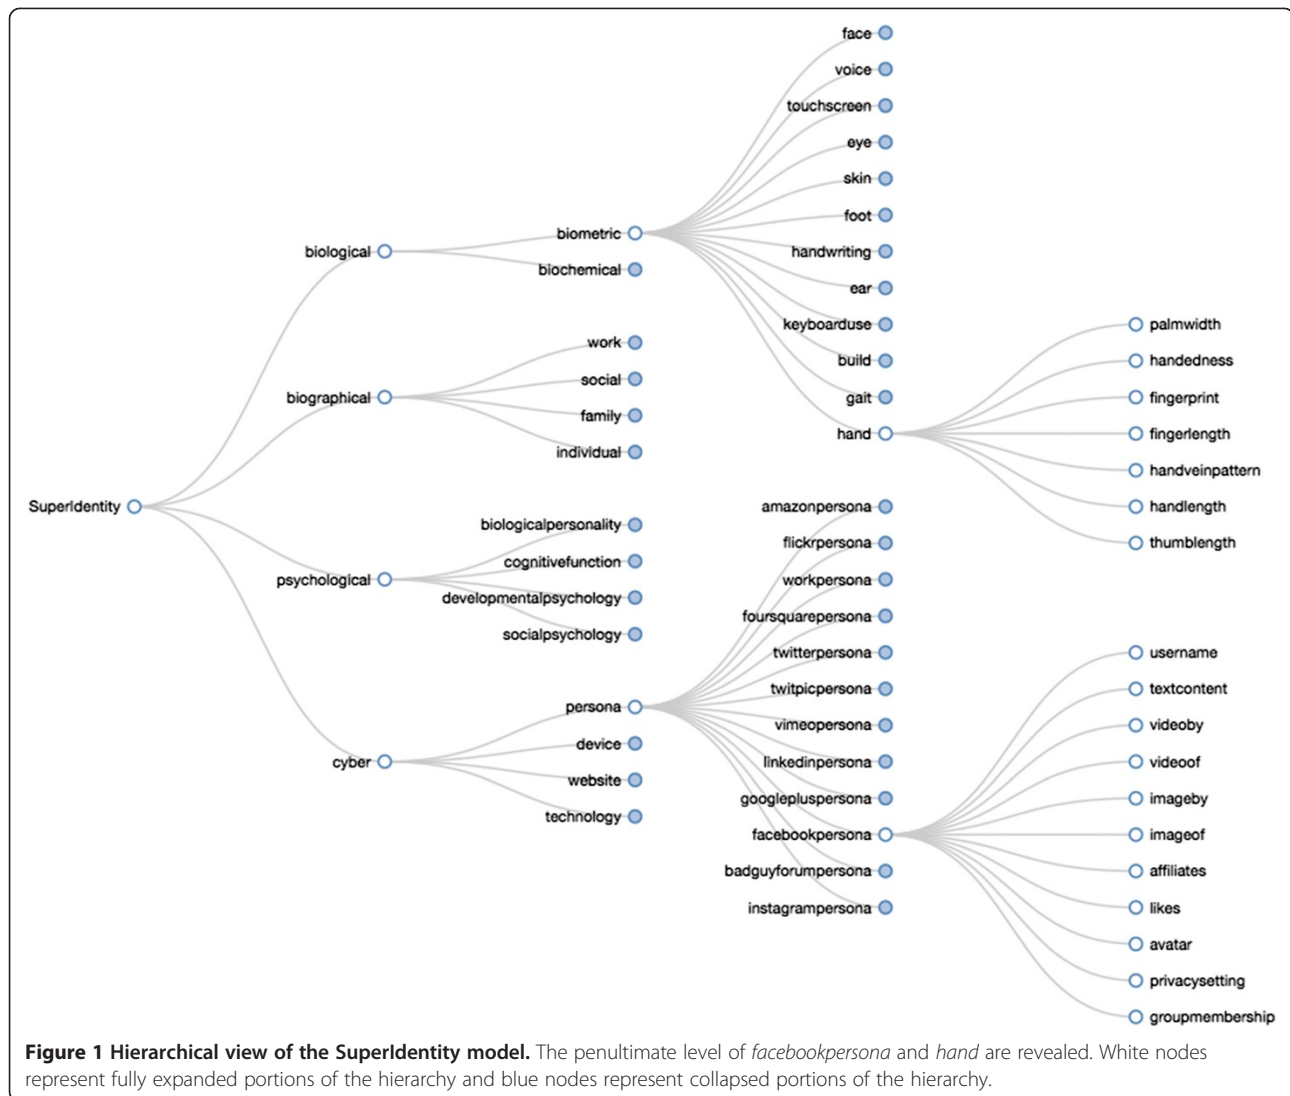 SuperIdentity
biological
biographical
psychological
cyber
biometric
biochemical
work
social
family
individual
biologicalpersonality
cognitivefunction
developmentalpsychology
socialpsychology
persona
device
website
technology
face
voice
touchscreen
eye
skin
foot
handwriting
ear
keyboarduse
build
gait
hand
amazonpersona
flickrpersona
workpersona
foursquarepersona
twitterpersona
twitpicpersona
vimeopersona
linkedinpersona
googlepluspersona
facebookpersona
badguyforumpersona
instagrampersona
palmwidth
handedness
fingerprint
fingerlength
handveinpattern
handlength
thumblength
username
textcontent
videoby
videoof
imageby
imageof
affiliates
likes
avatar
privacysetting
groupmembership
Figure 1 Hierarchical view of the SuperIdentity model. The penultimate level of facebookpersona and hand are revealed. White nodes
represent fully expanded portions of the hierarchy and blue nodes represent collapsed portions of the hierarchy.